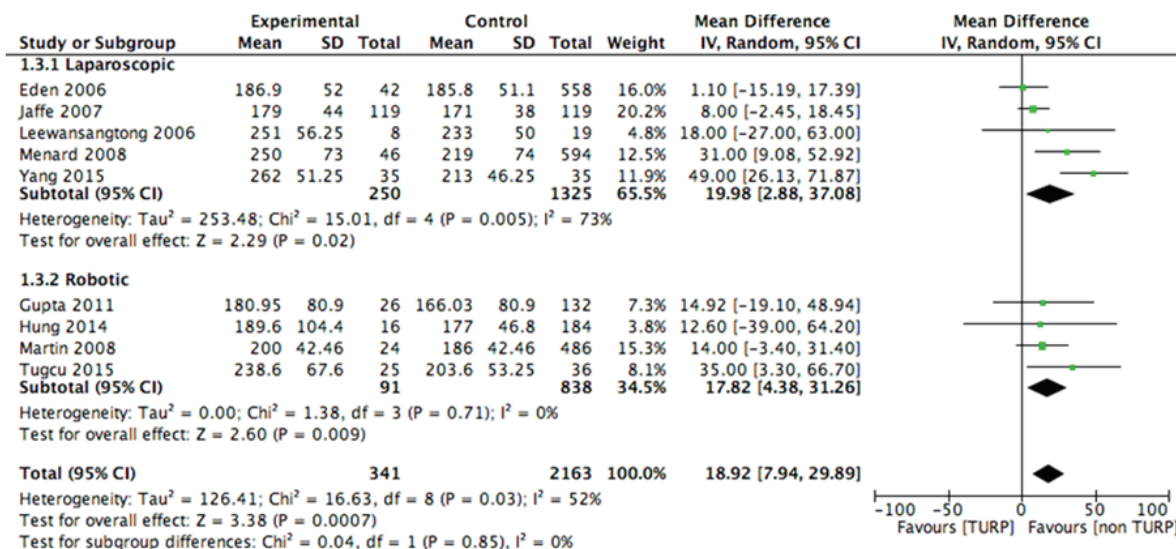 Experimental Control Mean Difference Mean Difference
Study or Subgroup Mean SD Total Mean SD Total Weight IV, Random, 95% CI IV, Random, 95% CI
1.3.1 Laparoscopic
Eden 2006 186.9 52 42 185.8 51.1 558 16.0% 1.10 [-15.19, 17.39]
Jaffe 2007 179 44 119 171 38 119 20.2% 8.00 [-2.45, 18.45]
Leewansangtong 2006 251 56.25 8 233 50 19 4.8% 18.00 [-27.00, 63.00]
Menard 2008 250 73 46 219 74 594 12.5% 31.00 [9.08, 52.92]
Yang 2015 262 51.25 35 213 46.25 35 11.9% 49.00 [26.13, 71.87]
Subtotal (95% CI) 250 1325 65.5% 19.98 [2.88, 37.08]
Heterogeneity: Tau² = 253.48; Chi² = 15.01, df = 4 (P = 0.005); I² = 73%
Test for overall effect: Z = 2.29 (P = 0.02)
1.3.2 Robotic
Gupta 2011 180.95 80.9 26 166.03 80.9 132 7.3% 14.92 [-19.10, 48.94]
Hung 2014 189.6 104.4 16 177 46.8 184 3.8% 12.60 [-39.00, 64.20]
Martin 2008 200 42.46 24 186 42.46 486 15.3% 14.00 [-3.40, 31.40]
Tugcu 2015 238.6 67.6 25 203.6 53.25 36 8.1% 35.00 [3.30, 66.70]
Subtotal (95% CI) 91 838 34.5% 17.82 [4.38, 31.26]
Heterogeneity: Tau² = 0.00; Chi² = 1.38, df = 3 (P = 0.71); I² = 0%
Test for overall effect: Z = 2.60 (P = 0.009)
Total (95% CI) 341 2163 100.0% 18.92 [7.94, 29.89]
Heterogeneity: Tau² = 126.41; Chi² = 16.63, df = 8 (P = 0.03); I² = 52%
Test for overall effect: Z = 3.38 (P = 0.0007)
Test for subgroup differences: Chi² = 0.04, df = 1 (P = 0.85), I² = 0%
-100 -50 0 50 100
Favours [TURP] Favours [non TURP]